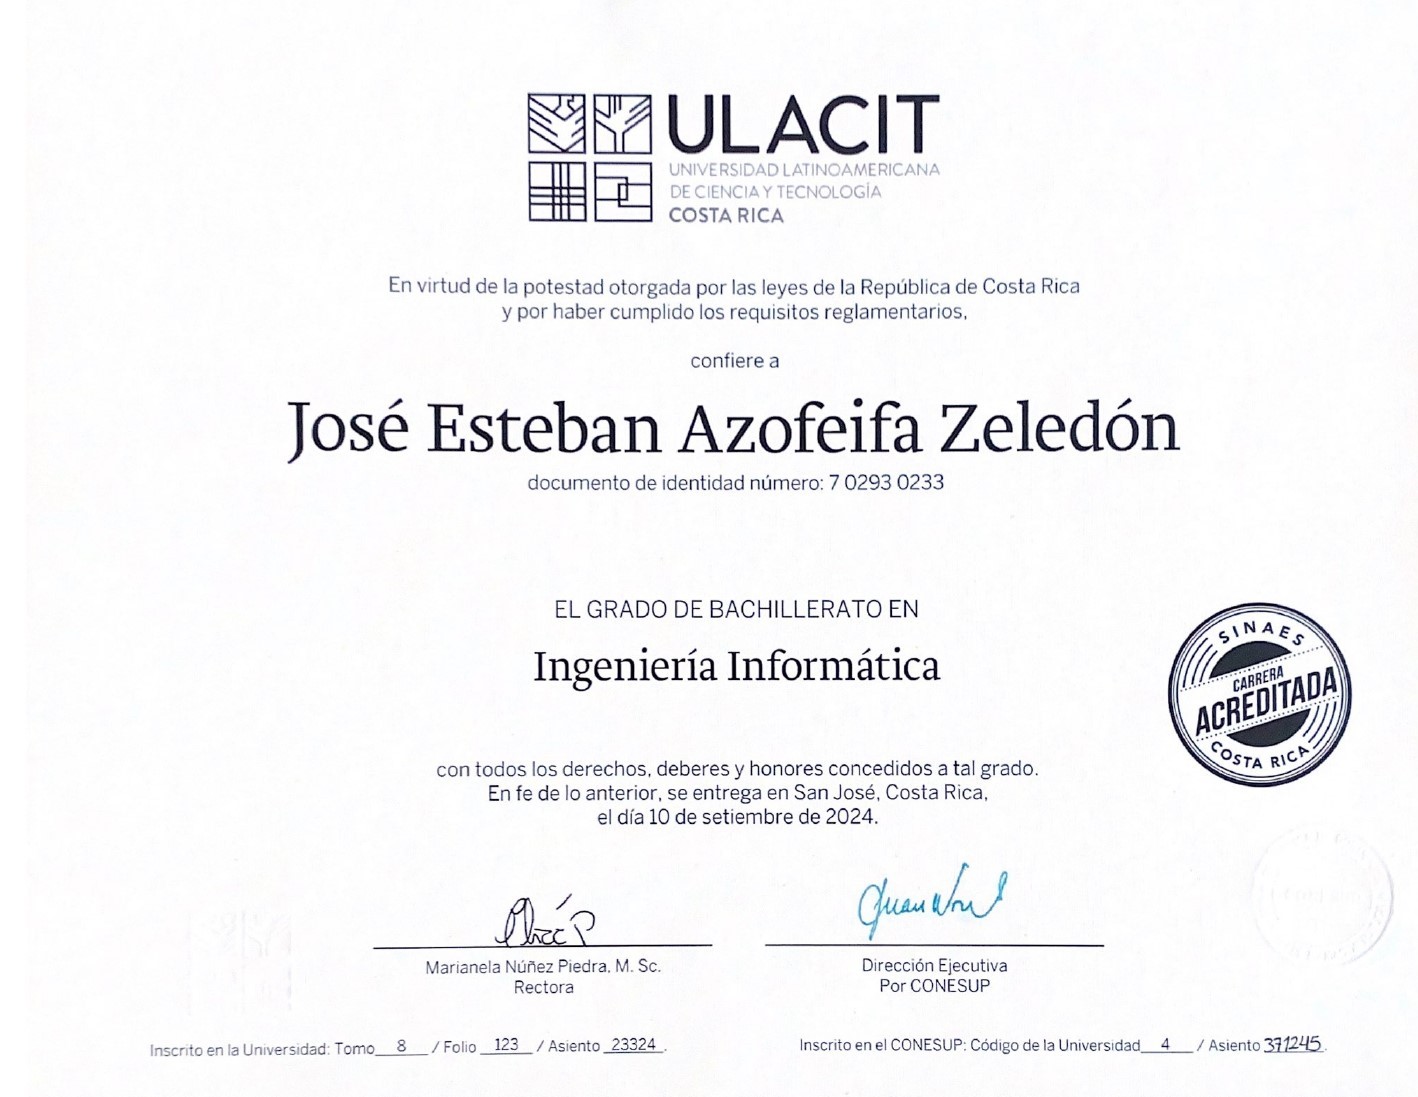 ULACIT
UNIVERSIDAD LATINOAMERICANA
DE CIENCIA Y TECNOLOGÍA
COSTA RICA
En virtud de la potestad otorgada por las leyes de la República de Costa Rica
y por haber cumplido los requisitos reglamentarios,
confiere a
José Esteban Azofeifa Zeledón
documento de identidad número: 7 0293 0233
EL GRADO DE BACHILLERATO EN
Ingeniería Informática
SINAES
CARRERA
ACREDITADA
COSTA RICA
con todos los derechos, deberes y honores concedidos a tal grado.
En fe de lo anterior, se entrega en San José, Costa Rica,
el día 10 de setiembre de 2024.
Marianela Núñez Piedra, M. Sc.
Rectora
Dirección Ejecutiva
Por CONESUP
Inscrito en la Universidad: Tomo 8 / Folio 123 / Asiento 23324.
Inscrito en el CONESUP: Código de la Universidad 4 / Asiento 371245.